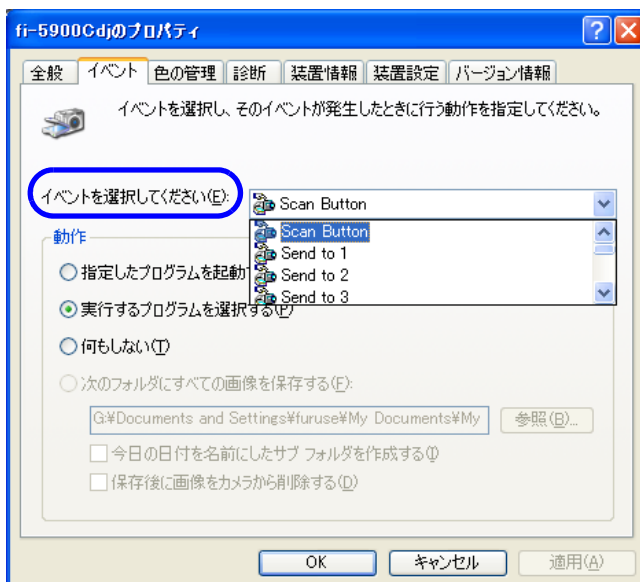 fi-5900Cdjのプロパティ
全般 イベント 色の管理 診断 装置情報 装置設定 バージョン情報
イベントを選択し、そのイベントが発生したときに行う動作を指定してください。
イベントを選択してください(E): Scan Button
Scan Button
Send to 1
Send to 2
Send to 3
動作
指定したプログラムを起動
実行するプログラムを選択する(P)
何もしない(T)
次のフォルダにすべての画像を保存する(F):
G:¥Documents and Settings¥furuse¥My Documents¥My 参照(B)...
今日の日付を名前にしたサブ フォルダを作成する(I)
保存後に画像をカメラから削除する(D)
OK キャンセル 適用(A)